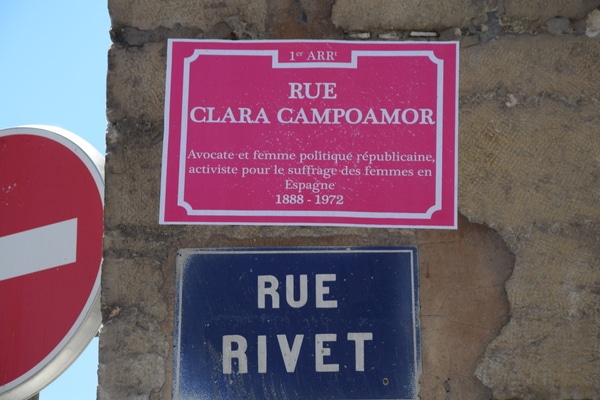 1er ARRt
RUE
CLARA CAMPOAMOR
Avocate et femme politique républicaine,
activiste pour le suffrage des femmes en
Espagne
1888 - 1972
RUE
RIVET